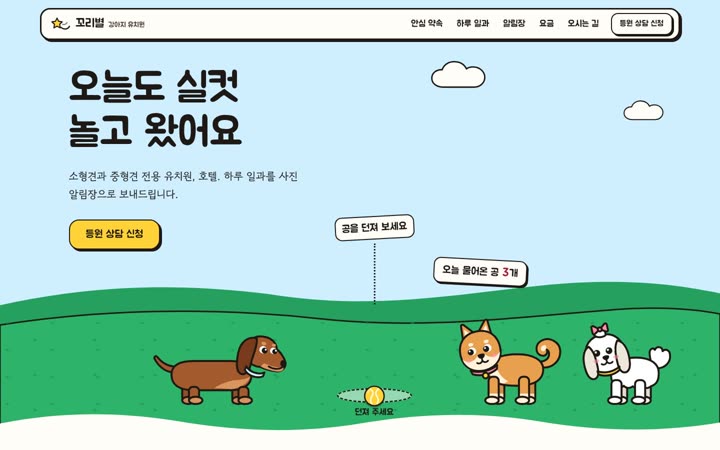 꼬리별 강아지 유치원
안심 약속 하루 일과 알림장 요금 오시는 길 등원 상담 신청
오늘도 실컷
놀고 왔어요
소형견과 중형견 전용 유치원, 호텔. 하루 일과를 사진
알림장으로 보내드립니다.
등원 상담 신청
공을 던져 보세요
오늘 물어온 공 3개
던져 주세요